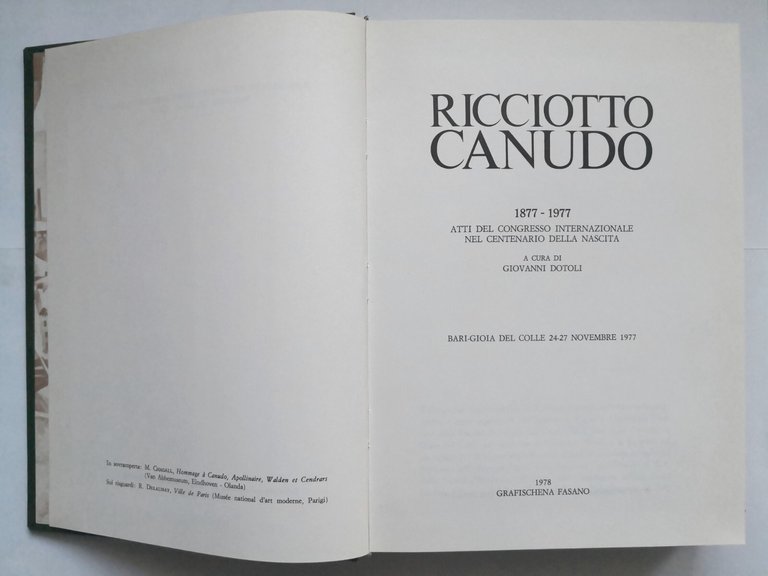 In sovraccoperta: M. CHAGALL, Hommage à Canudo, Apollinaire, Walden et Cendrars
(Van Abbemuseum, Eindhoven - Olanda)
Sui risguardi: R. DELAUNAY, Ville de Paris (Musée national d'art moderne, Parigi)
RICCIOTTO
CANUDO
1877 - 1977
ATTI DEL CONGRESSO INTERNAZIONALE
NEL CENTENARIO DELLA NASCITA
A CURA DI
GIOVANNI DOTOLI
BARI-GIOIA DEL COLLE 24-27 NOVEMBRE 1977
1978
GRAFISCHENA FASANO